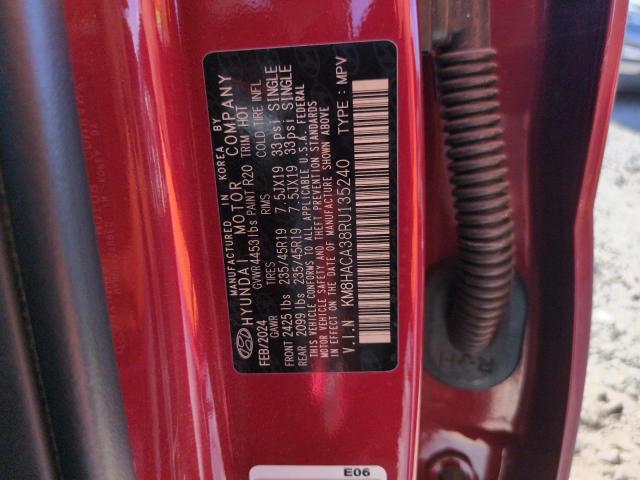 MANUFACTURED IN KOREA BY
HYUNDAI MOTOR COMPANY
FEB/2024 GVWR 4453lbs PAINT R2O TRIM HOT
GAWR TIRES RIMS COLD TIRE INFL
FRONT 2425 lbs 235/45R19 7.5JX19 33psi SINGLE
REAR 2099 lbs 235/45R19 7.5JX19 33psi SINGLE
THIS VEHICLE CONFORMS TO ALL APPLICABLE U.S.A. FEDERAL
MOTOR VEHICLE SAFETY AND THEFT PREVENTION STANDARDS
IN EFFECT ON THE DATE OF MANUFACTURE SHOWN ABOVE
V.I.N KM8HACA38RU135240 TYPE : MPV
E06